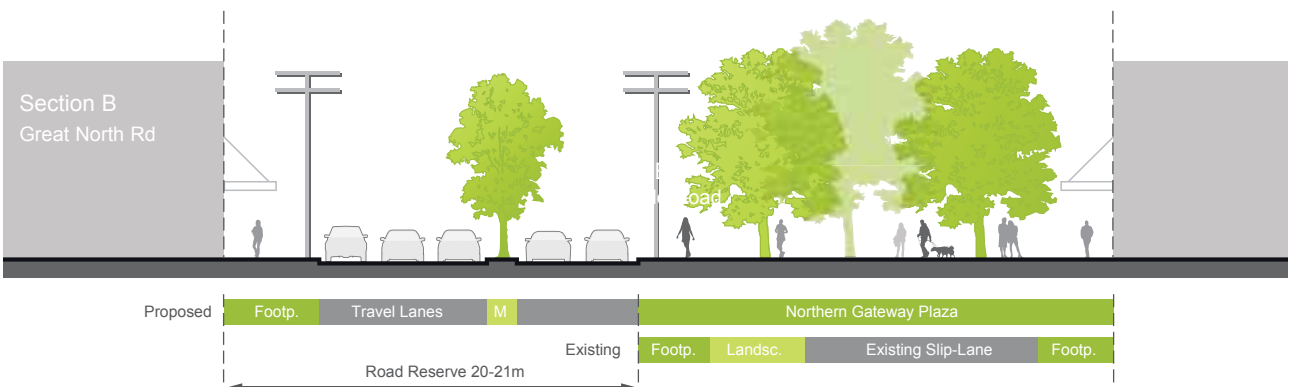 Section B
Great North Rd
Road
Proposed Footp. Travel Lanes M Northern Gateway Plaza
Existing Footp. Landsc. Existing Slip-Lane Footp.
Road Reserve 20-21m